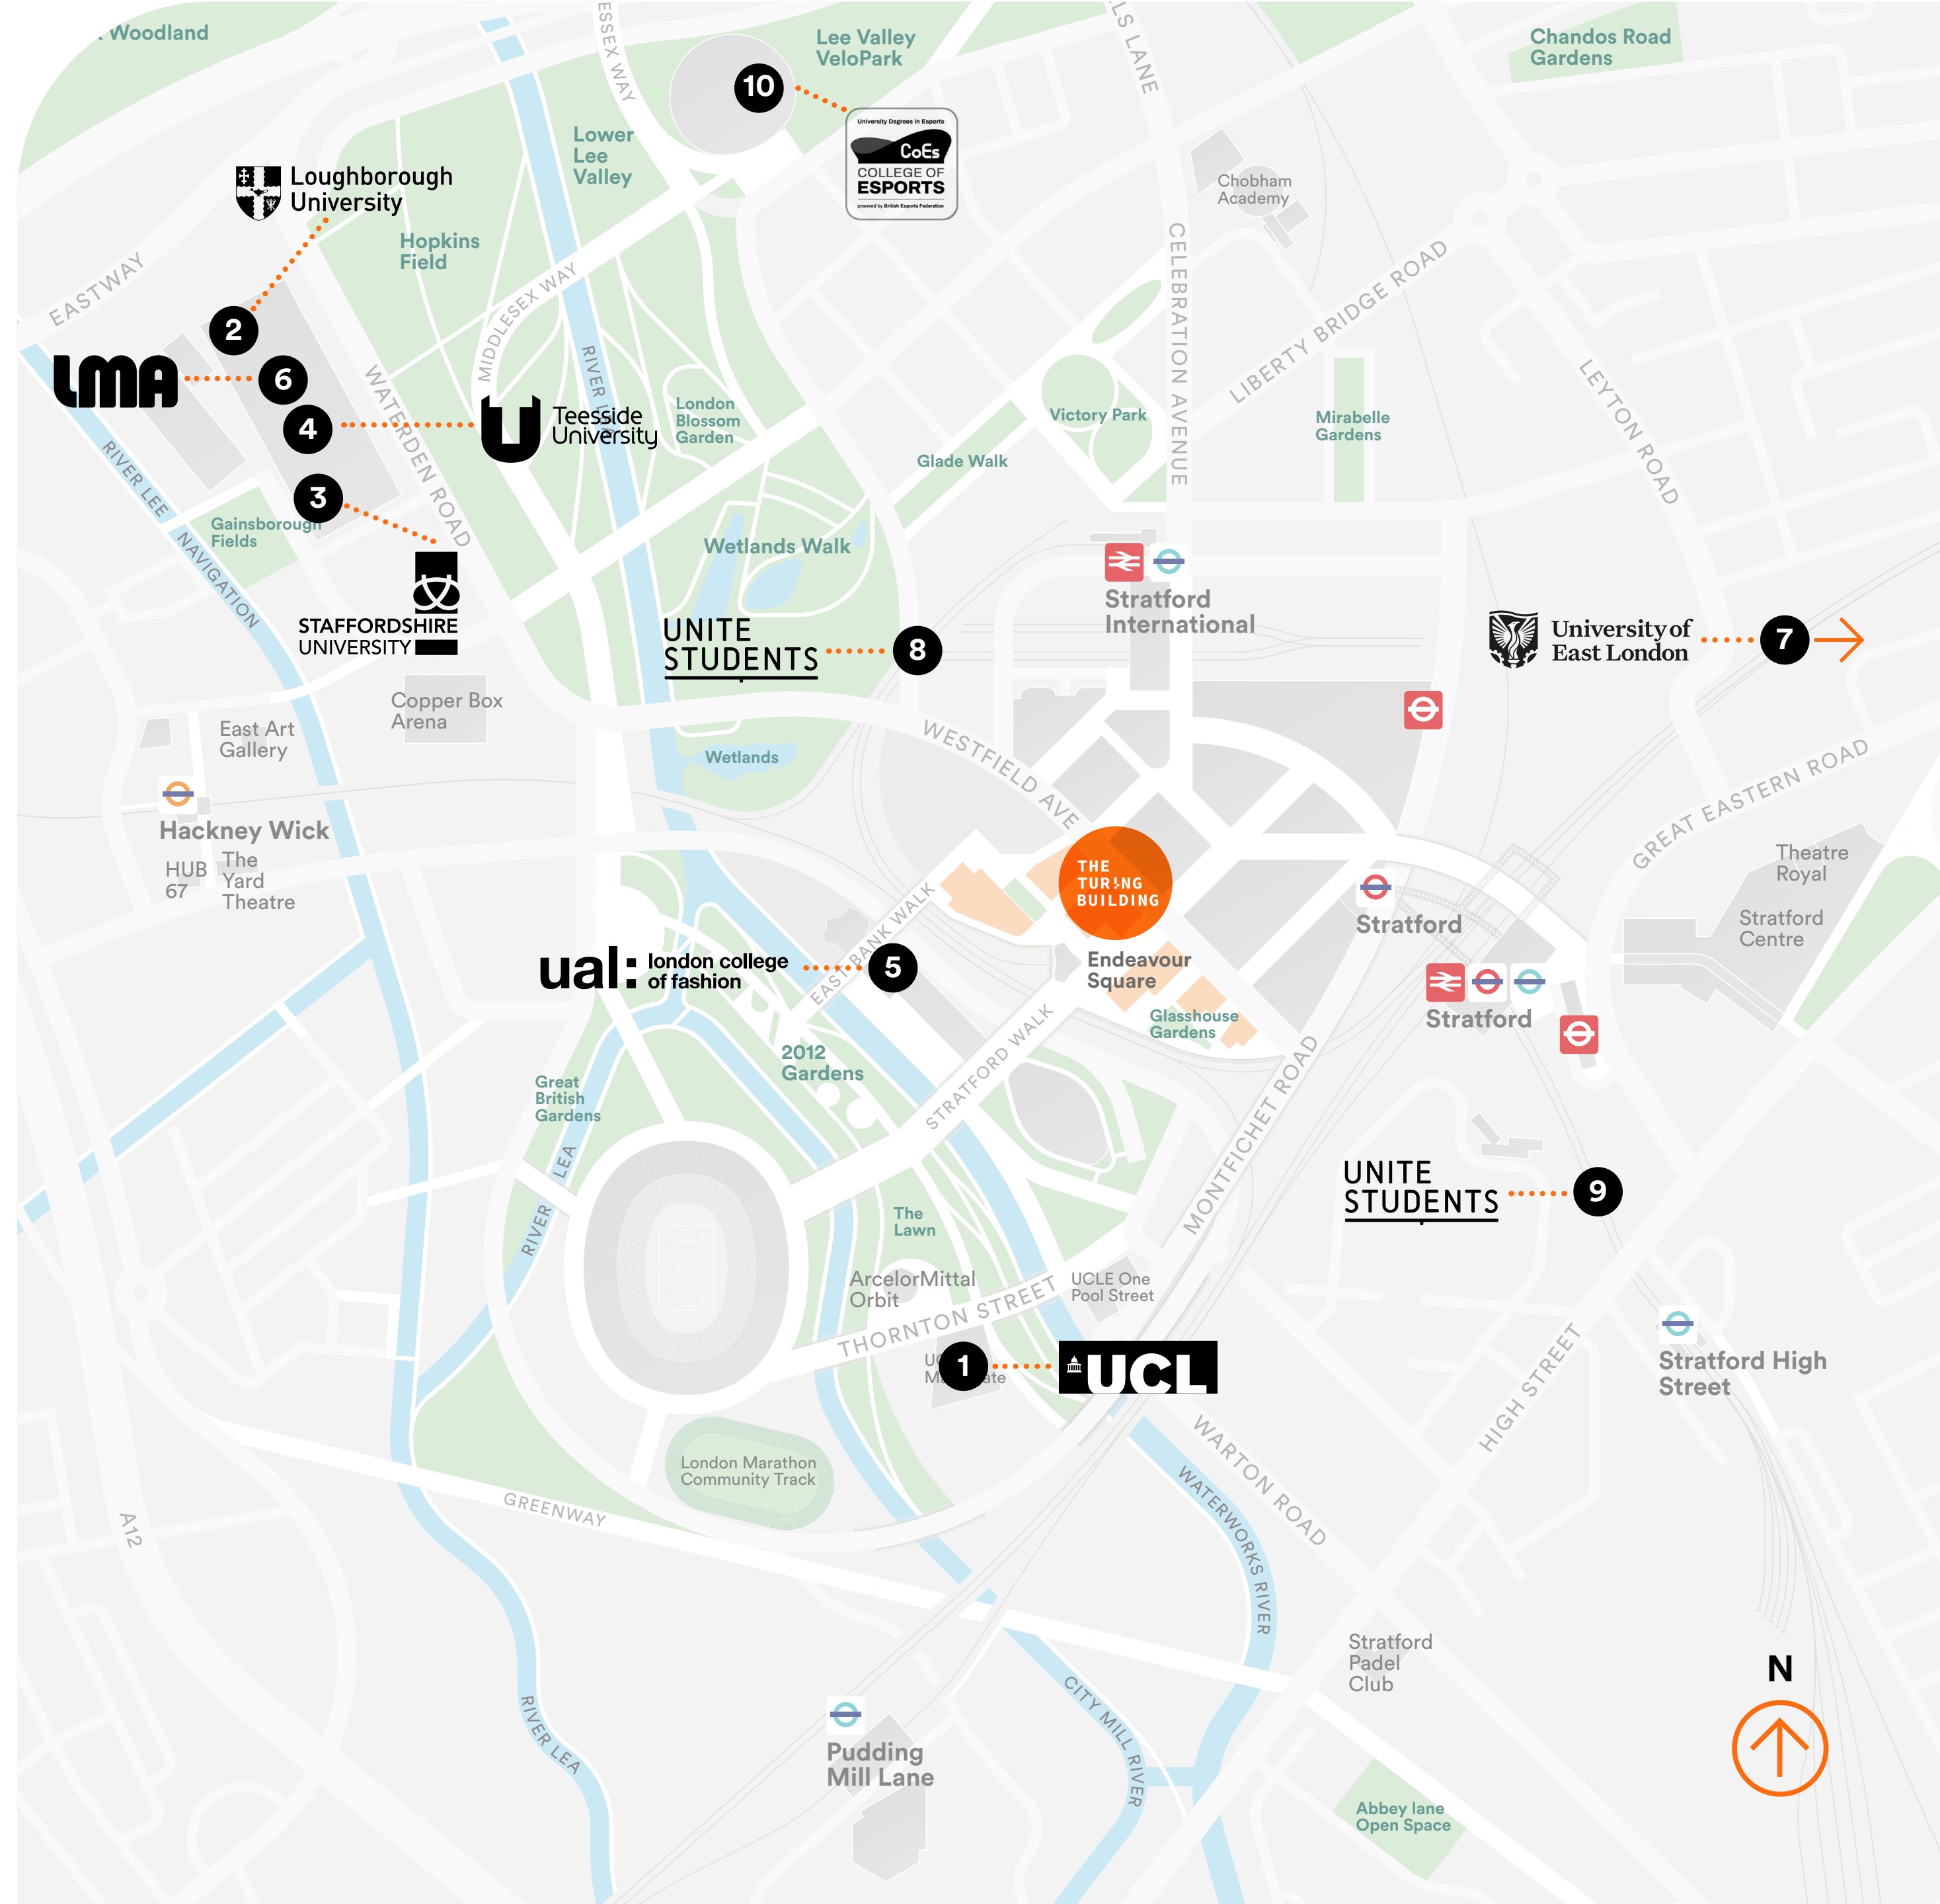 Woodland
ESSEX WAY
Lee Valley
VeloPark
LS LANE
Chandos Road
Gardens
10
University Degrees in Esports
CoEs
COLLEGE OF
ESPORTS
powered by British Esports Federation
Lower
Lee
Valley
Loughborough
University
Chobham
Academy
Hopkins
Field
EASTWAY
MIDDLESEX WAY
CELEBRATION AVENUE
LIBERTY BRIDGE ROAD
2
LMA
6
4
WATERDEN ROAD
RIVER
Teesside
University
London
Blossom
Garden
Victory Park
Mirabelle
Gardens
LEYTON ROAD
Glade Walk
RIVER LEE
NAVIGATION
3
Gainsborough
Fields
Wetlands Walk
STAFFORDSHIRE
UNIVERSITY
Stratford
International
UNITE
STUDENTS
8
University of
East London
7
Copper Box
Arena
East Art
Gallery
WESTFIELD AVE
Wetlands
GREAT EASTERN ROAD
Hackney Wick
HUB
67
The
Yard
Theatre
THE
TURING
BUILDING
Theatre
Royal
Stratford
Stratford
Centre
EAST BANK WALK
ual:
london college
of fashion
5
Endeavour
Square
Stratford
Glasshouse
Gardens
STRATFORD WALK
2012
Gardens
Great
British
Gardens
MONTFICHET ROAD
RIVER LEA
UNITE
STUDENTS
9
The
Lawn
ArcelorMittal
Orbit
UCLE One
Pool Street
THORNTON STREET
1
UCL
Stratford High
Street
HIGH STREET
London Marathon
Community Track
WARTON ROAD
WATERWORKS RIVER
GREENWAY
A12
Stratford
Padel
Club
N
RIVER LEA
CITY MILL RIVER
Pudding
Mill Lane
Abbey lane
Open Space